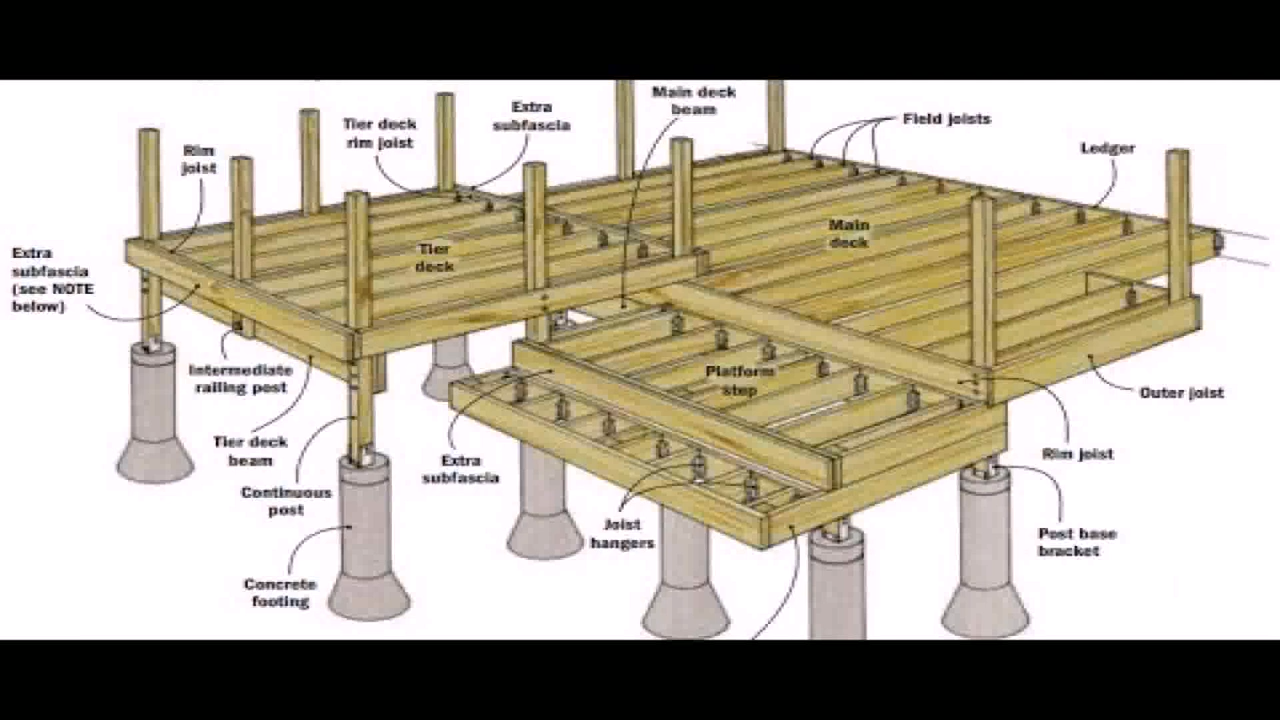 Main deck
beam
Extra
subfascia
Tier deck
rim joist
Field joists
Rim
joist
Ledger
Extra
subfascia
(see NOTE
below)
Tier
deck
Main
deck
Intermediate
railing post
Platform
step
Outer joist
Tier deck
beam
Extra
subfascia
Rim joist
Continuous
post
Joist
hangers
Post base
bracket
Concrete
footing